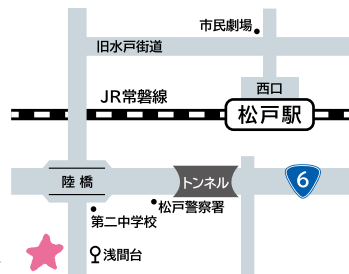 市民劇場
旧水戸街道
西口
JR常磐線
松戸駅
陸橋
トンネル
6
松戸警察署
第二中学校
浅間台